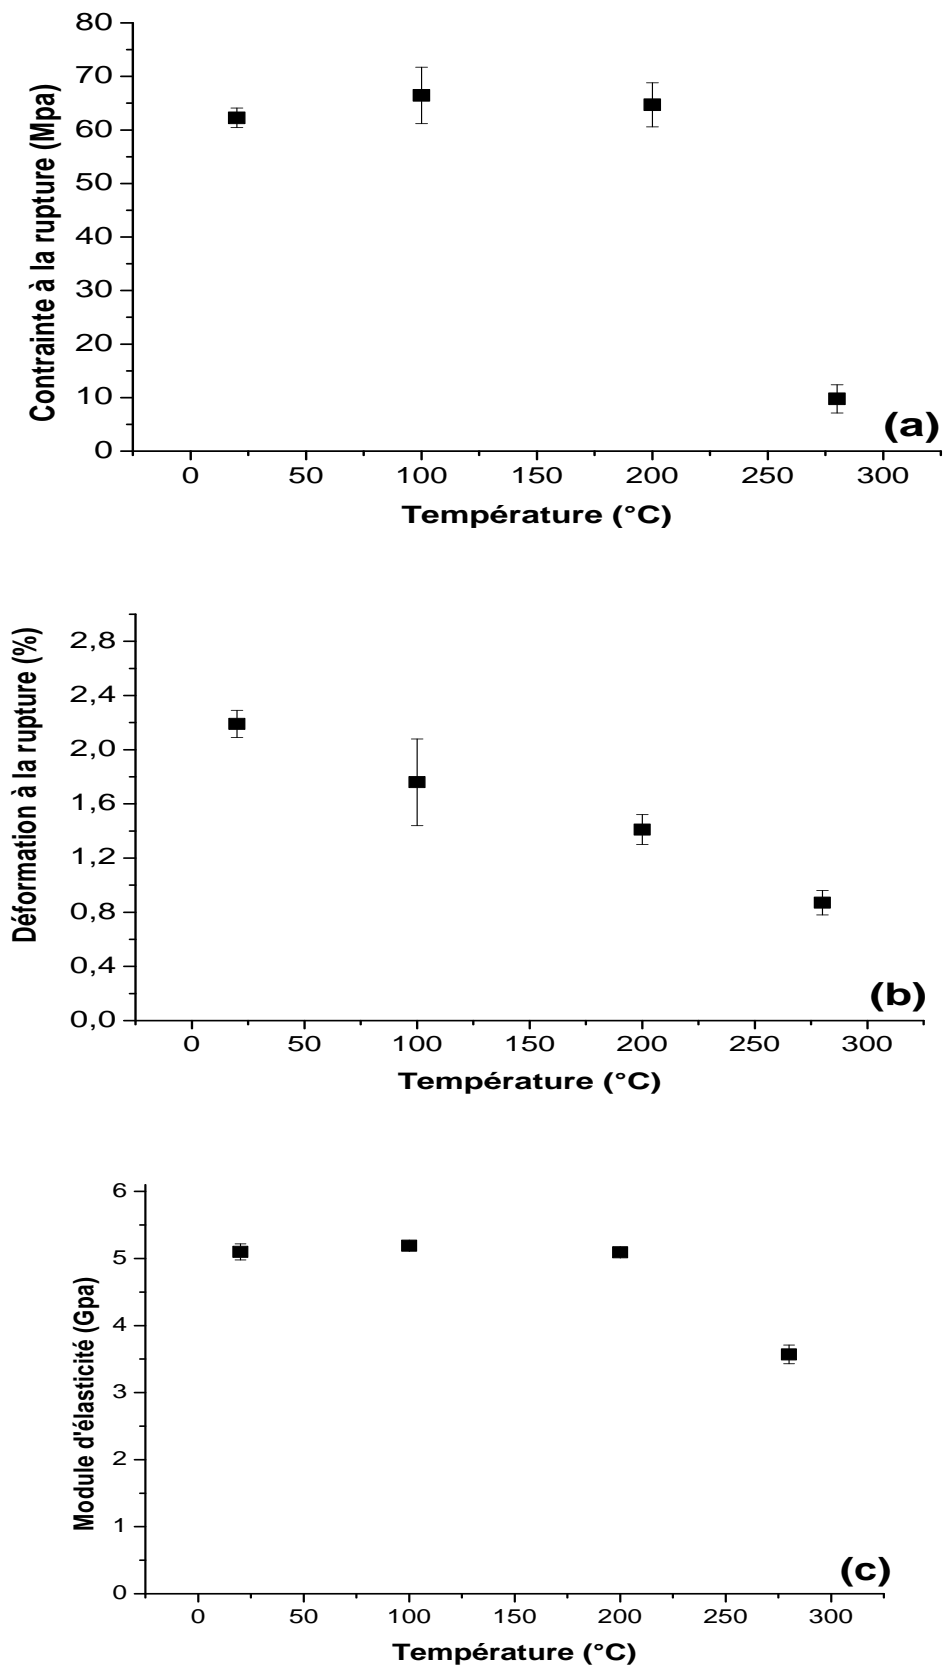 80
70
60
50
40
30
20
10
0
Contrainte à la rupture (Mpa)
(a)
0 50 100 150 200 250 300
Température (°C)
2,8
2,4
2,0
1,6
1,2
0,8
0,4
0,0
Déformation à la rupture (%)
(b)
0 50 100 150 200 250 300
Température (°C)
6
5
4
3
2
1
0
Module d'élasticité (Gpa)
(c)
0 50 100 150 200 250 300
Température (°C)